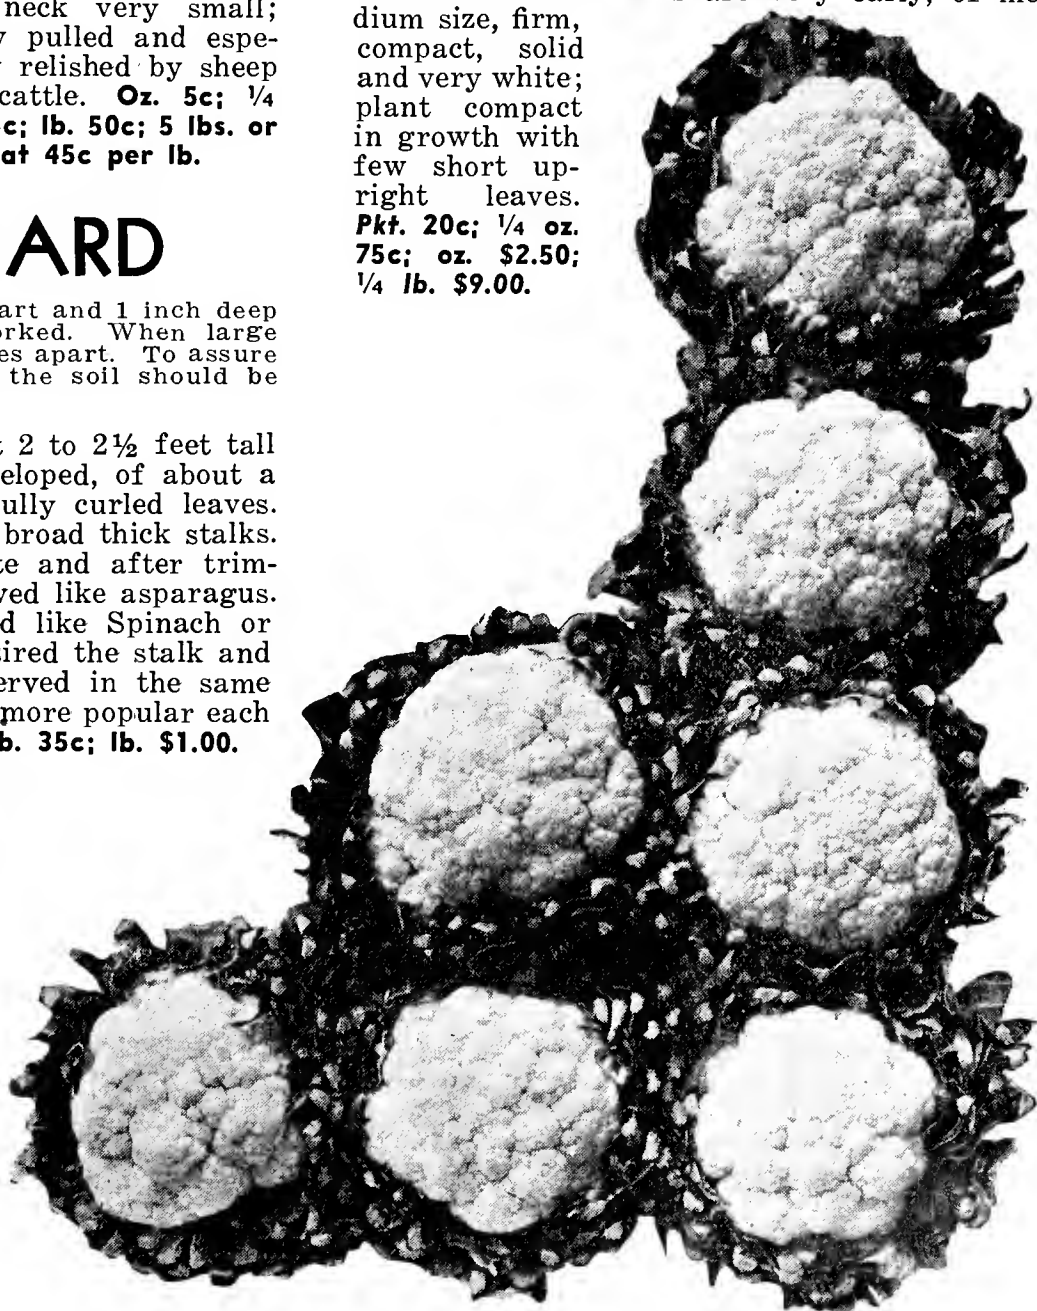 neck very small;
pulled and espe-
relished by sheep
cattle. Oz. 5c; ¼
c; lb. 50c; 5 lbs. or
at 45c per lb.
ARD
art and 1 inch deep
orked. When large
es apart. To assure
the soil should be
2 to 2½ feet tall
eloped, of about a
ully curled leaves.
broad thick stalks.
te and after trim-
ved like asparagus.
d like Spinach or
ired the stalk and
erved in the same
more popular each
b. 35c; lb. $1.00.
dium size, firm,
compact, solid
and very white;
plant compact
in growth with
few short up-
right leaves.
Pkt. 20c; ¼ oz.
75c; oz. $2.50;
¼ lb. $9.00.